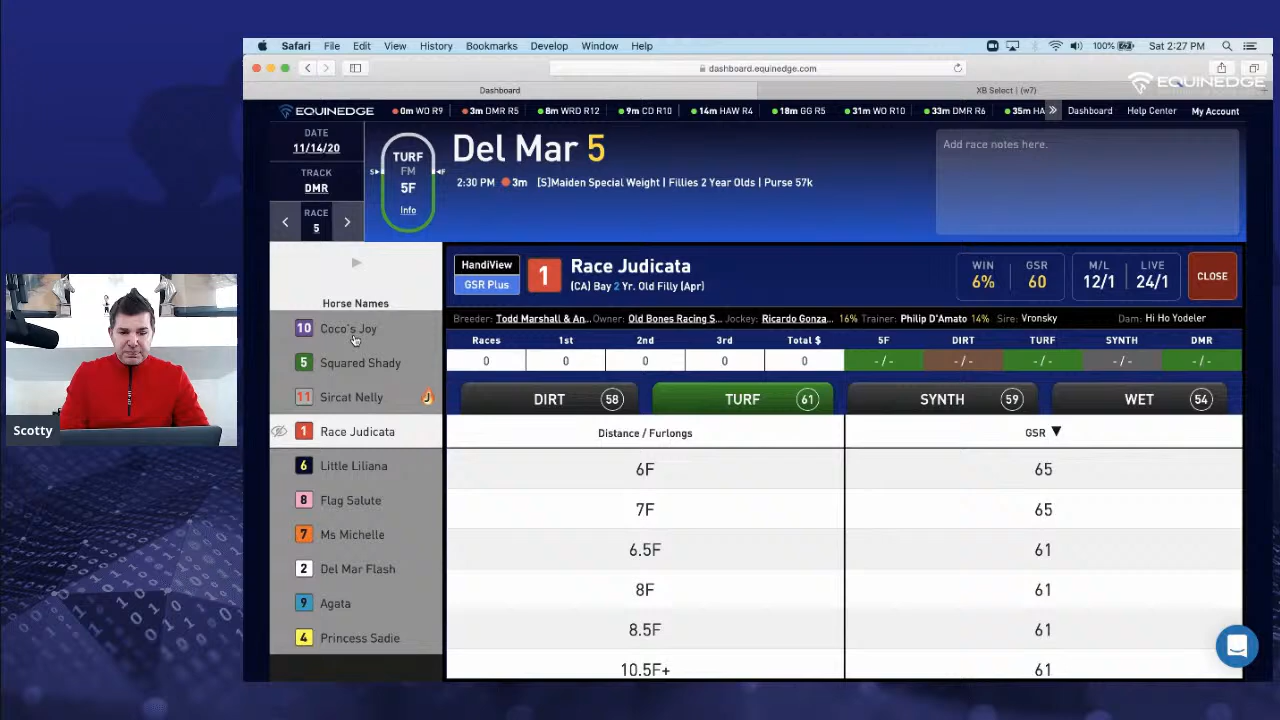 Safari File Edit View History Bookmarks Develop Window Help 100% Sat 2:27 PM
dashboard.equinedge.com
Dashboard XB Select | (w7)
EQUINEDGE
EQUINEDGE 0m WO R9 3m DMR R5 8m WRD R12 9m CD R10 14m HAW R4 18m GG R5 31m WO R10 33m DMR R6 35m HA Dashboard Help Center My Account
DATE
11/14/20
TRACK
DMR
RACE
5
TURF
FM
S F
5F
Info
Del Mar 5
2:30 PM 3m [S]Maiden Special Weight | Fillies 2 Year Olds | Purse 57k
Add race notes here.
Horse Names
10 Coco's Joy
5 Squared Shady
11 Sircat Nelly J
1 Race Judicata
6 Little Liliana
8 Flag Salute
7 Ms Michelle
2 Del Mar Flash
9 Agata
4 Princess Sadie
HandiView
GSR Plus
1
Race Judicata
(CA) Bay 2 Yr. Old Filly (Apr)
WIN GSR
6% 60
M/L LIVE
12/1 24/1
CLOSE
Breeder: Todd Marshall & An... Owner: Old Bones Racing S... Jockey: Ricardo Gonza... 16% Trainer: Philip D'Amato 14% Sire: Vronsky Dam: Hi Ho Yodeler
Races 1st 2nd 3rd Total $ 5F DIRT TURF SYNTH DMR
0 0 0 0 0 - / - - / - - / - - / - - / -
DIRT 58 TURF 61 SYNTH 59 WET 54
Distance / Furlongs GSR ▼
6F 65
7F 65
6.5F 61
8F 61
8.5F 61
10.5F+ 61
Scotty